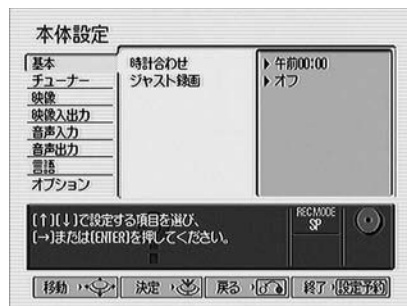 本体設定
基本
チューナー
映像
映像入出力
音声入力
音声出力
言語
オプション
時計合わせ
ジャスト録画
午前00:00
オフ
[↑][↓]で設定する項目を選び、
[→]または[ENTER]を押してください。
REC MODE
SP
移動 決定 戻る 終了 設定予約